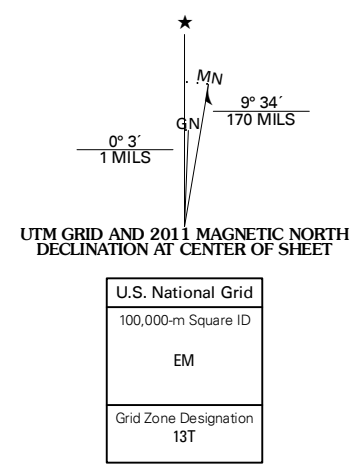 ★
MN
9° 34´
170 MILS
GN
0° 3´
1 MILS
UTM GRID AND 2011 MAGNETIC NORTH
DECLINATION AT CENTER OF SHEET
U.S. National Grid
100,000-m Square ID
EM
Grid Zone Designation
13T